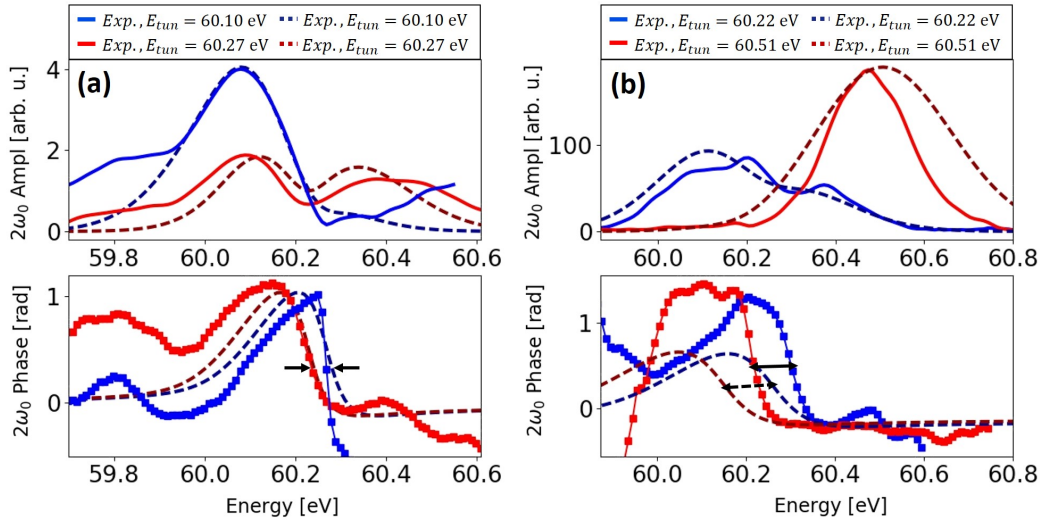 Exp., E_tun = 60.10 eV Exp., E_tun = 60.10 eV
Exp., E_tun = 60.27 eV Exp., E_tun = 60.27 eV
(a)
2ω₀ Ampl [arb. u.]
4
2
0
59.8 60.0 60.2 60.4 60.6
2ω₀ Phase [rad]
1
0
59.8 60.0 60.2 60.4 60.6
Energy [eV]
Exp., E_tun = 60.22 eV Exp., E_tun = 60.22 eV
Exp., E_tun = 60.51 eV Exp., E_tun = 60.51 eV
(b)
2ω₀ Ampl [arb. u.]
100
0
60.0 60.2 60.4 60.6 60.8
2ω₀ Phase [rad]
1
0
60.0 60.2 60.4 60.6 60.8
Energy [eV]